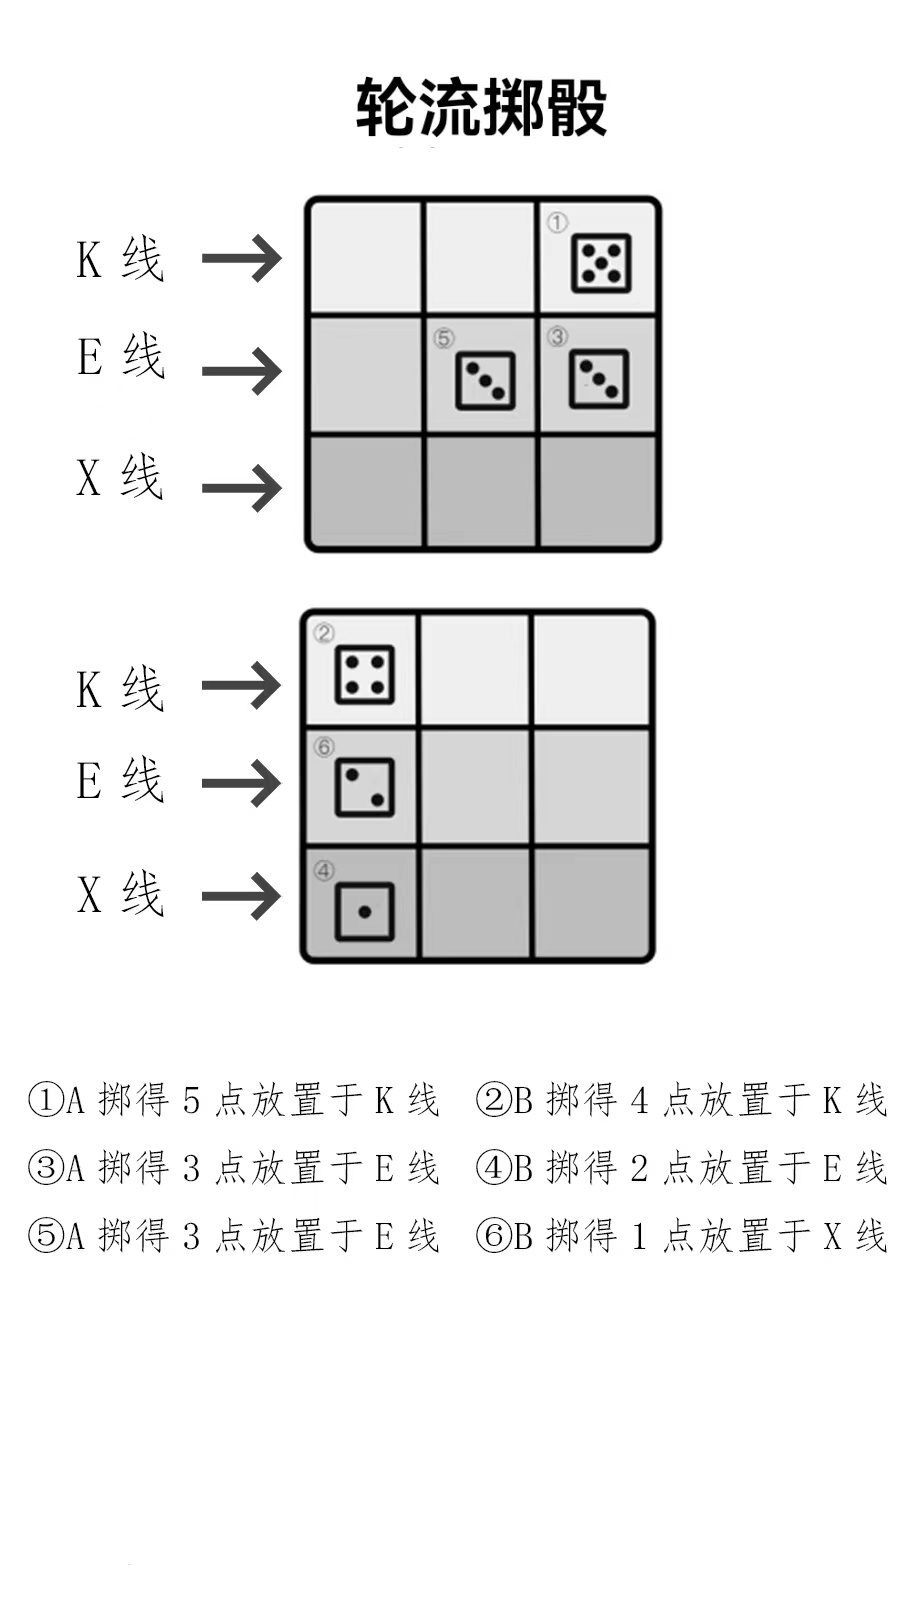 轮流掷骰
①
K 线
⑤ ③
E 线
X 线
②
K 线
⑥
E 线
④
X 线
①A 掷得 5 点放置于 K 线 ②B 掷得 4 点放置于 K 线
③A 掷得 3 点放置于 E 线 ④B 掷得 2 点放置于 E 线
⑤A 掷得 3 点放置于 E 线 ⑥B 掷得 1 点放置于 X 线